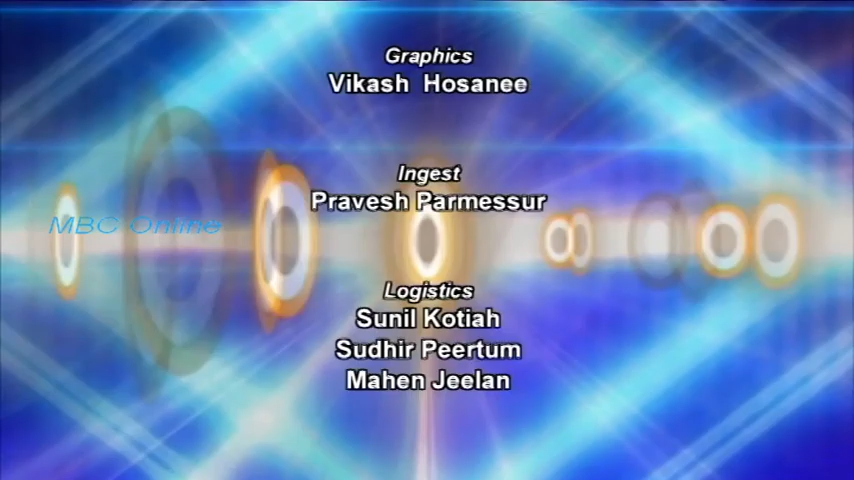 Graphics
Vikash Hosanee
Ingest
Pravesh Parmessur
MBC Online
Logistics
Sunil Kotiah
Sudhir Peertum
Mahen Jeelan